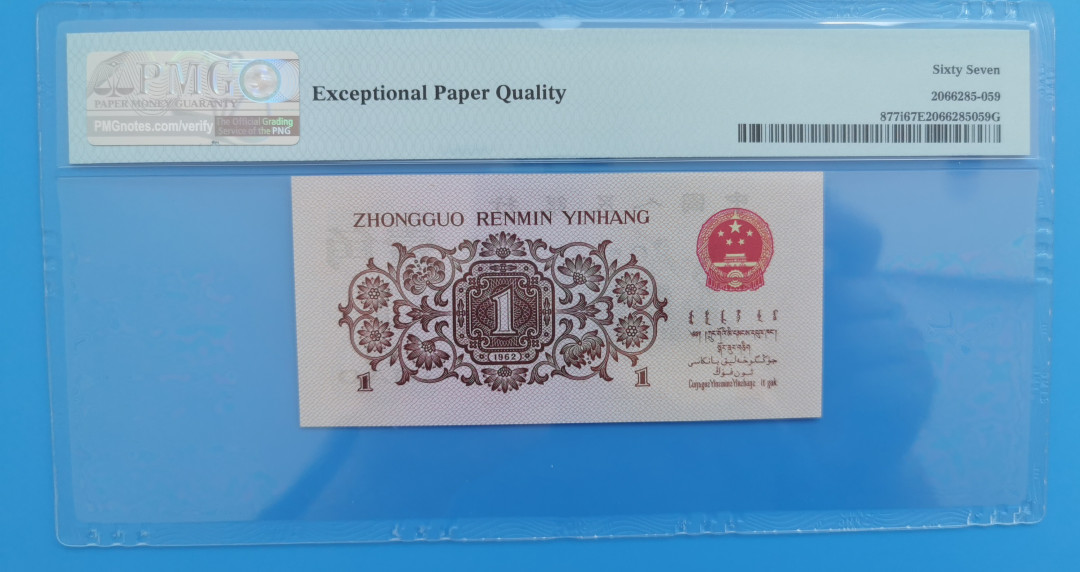 PMG
PAPER MONEY GUARANTY
PMGnotes.com/verify
The Official Grading
Service of the PNG
Exceptional Paper Quality
Sixty Seven
2066285-059
877i67E2066285059G
ZHONGGUO RENMIN YINHANG
1
1962
1
1